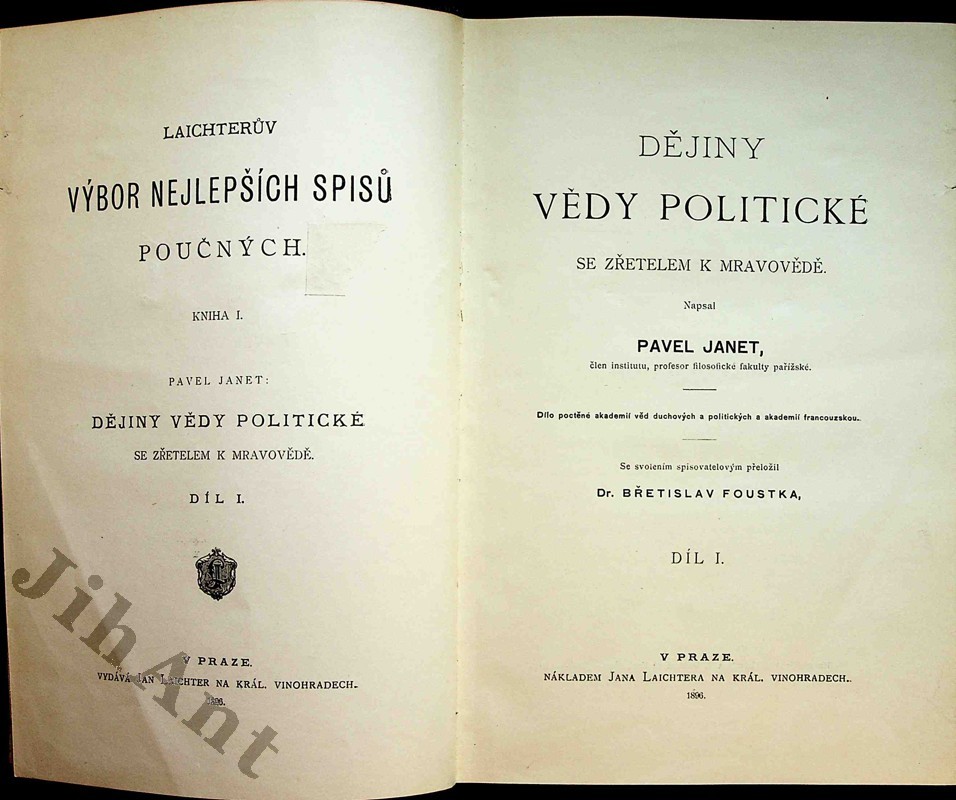 LAICHTERŮV
VÝBOR NEJLEPŠÍCH SPISŮ
POUČNÝCH.
KNIHA I.
PAVEL JANET:
DĚJINY VĚDY POLITICKÉ
SE ZŘETELEM K MRAVOVĚDĚ.
DÍL I.
V PRAZE.
VYDÁVÁ JAN LAICHTER NA KRÁL. VINOHRADECH.
1896.
JihAnt
DĚJINY
VĚDY POLITICKÉ
SE ZŘETELEM K MRAVOVĚDĚ.
Napsal
PAVEL JANET,
člen institutu, profesor filosofické fakulty pařížské.
Dílo poctěné akademií věd duchových a politických a akademií francouzskou.
Se svolením spisovatelovým přeložil
Dr. BŘETISLAV FOUSTKA,
DÍL I.
V PRAZE.
NÁKLADEM JANA LAICHTERA NA KRÁL. VINOHRADECH.
1896.